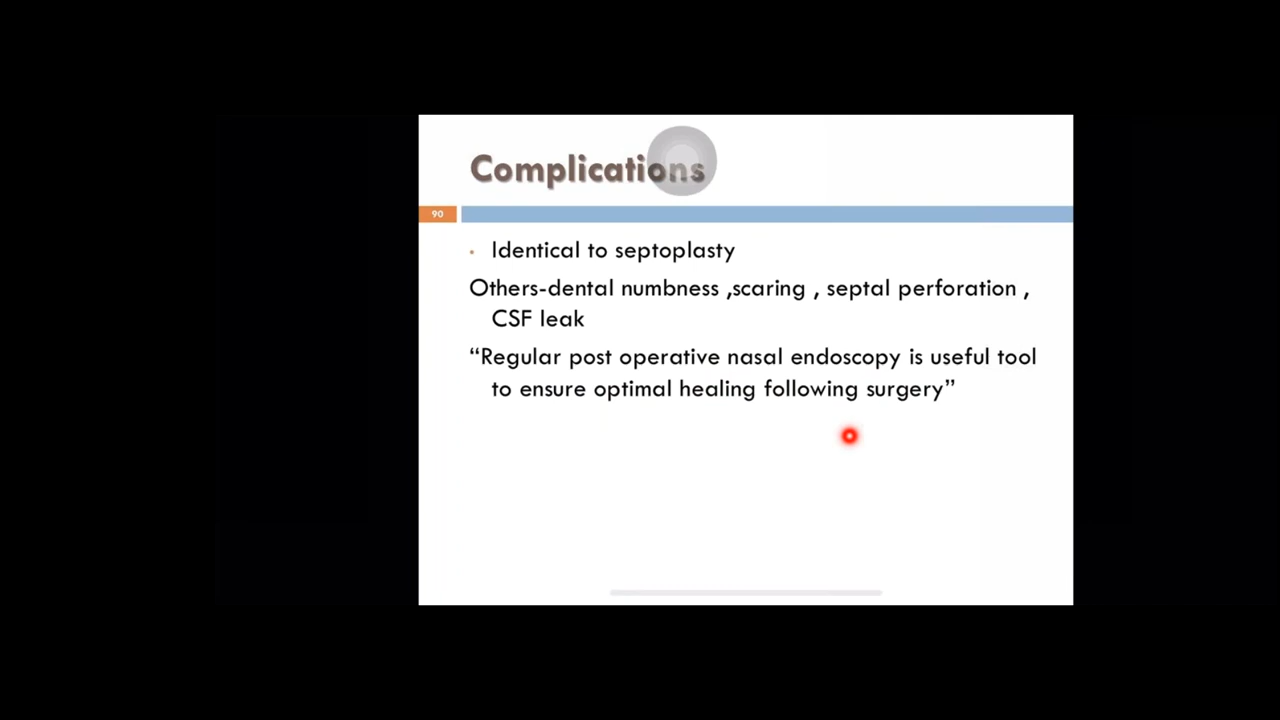 Complications
90
• Identical to septoplasty
Others-dental numbness ,scaring , septal perforation ,
CSF leak
“Regular post operative nasal endoscopy is useful tool
to ensure optimal healing following surgery”